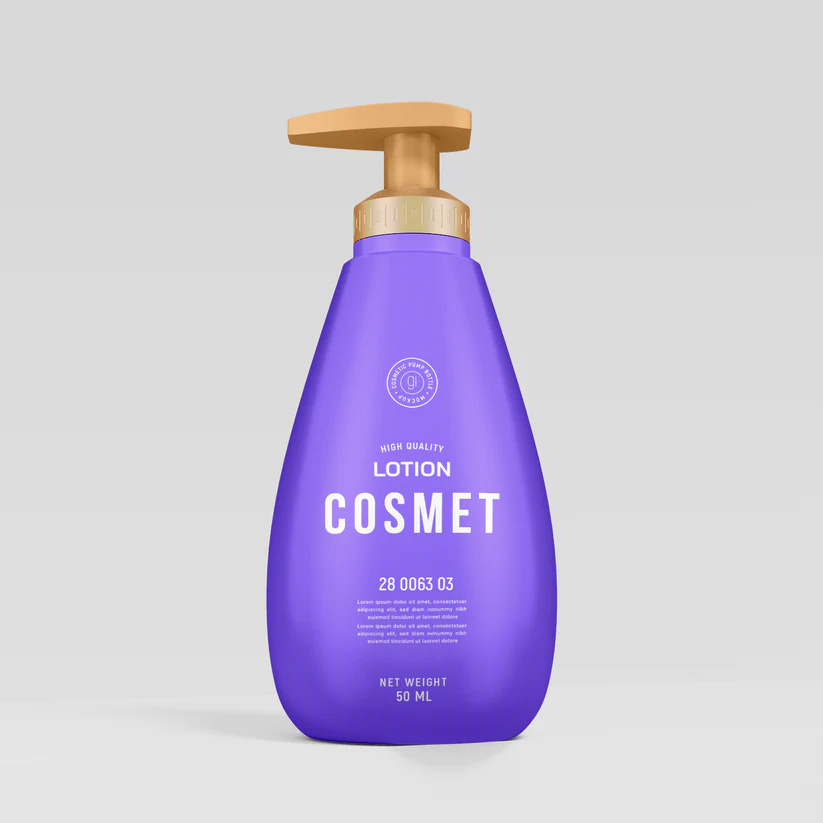 COSMETIC PUMP BOTTLE • MOCKUP •
gi
HIGH QUALITY
LOTION
COSMET
28 0063 03
Lorem ipsum dolor sit amet, consectetuer
adipiscing elit, sed diam nonummy nibh
euismod tincidunt ut laoreet dolore
Lorem ipsum dolor sit amet, consectetuer
adipiscing elit, sed diam nonummy nibh
euismod tincidunt ut laoreet dolore
NET WEIGHT
50 ML